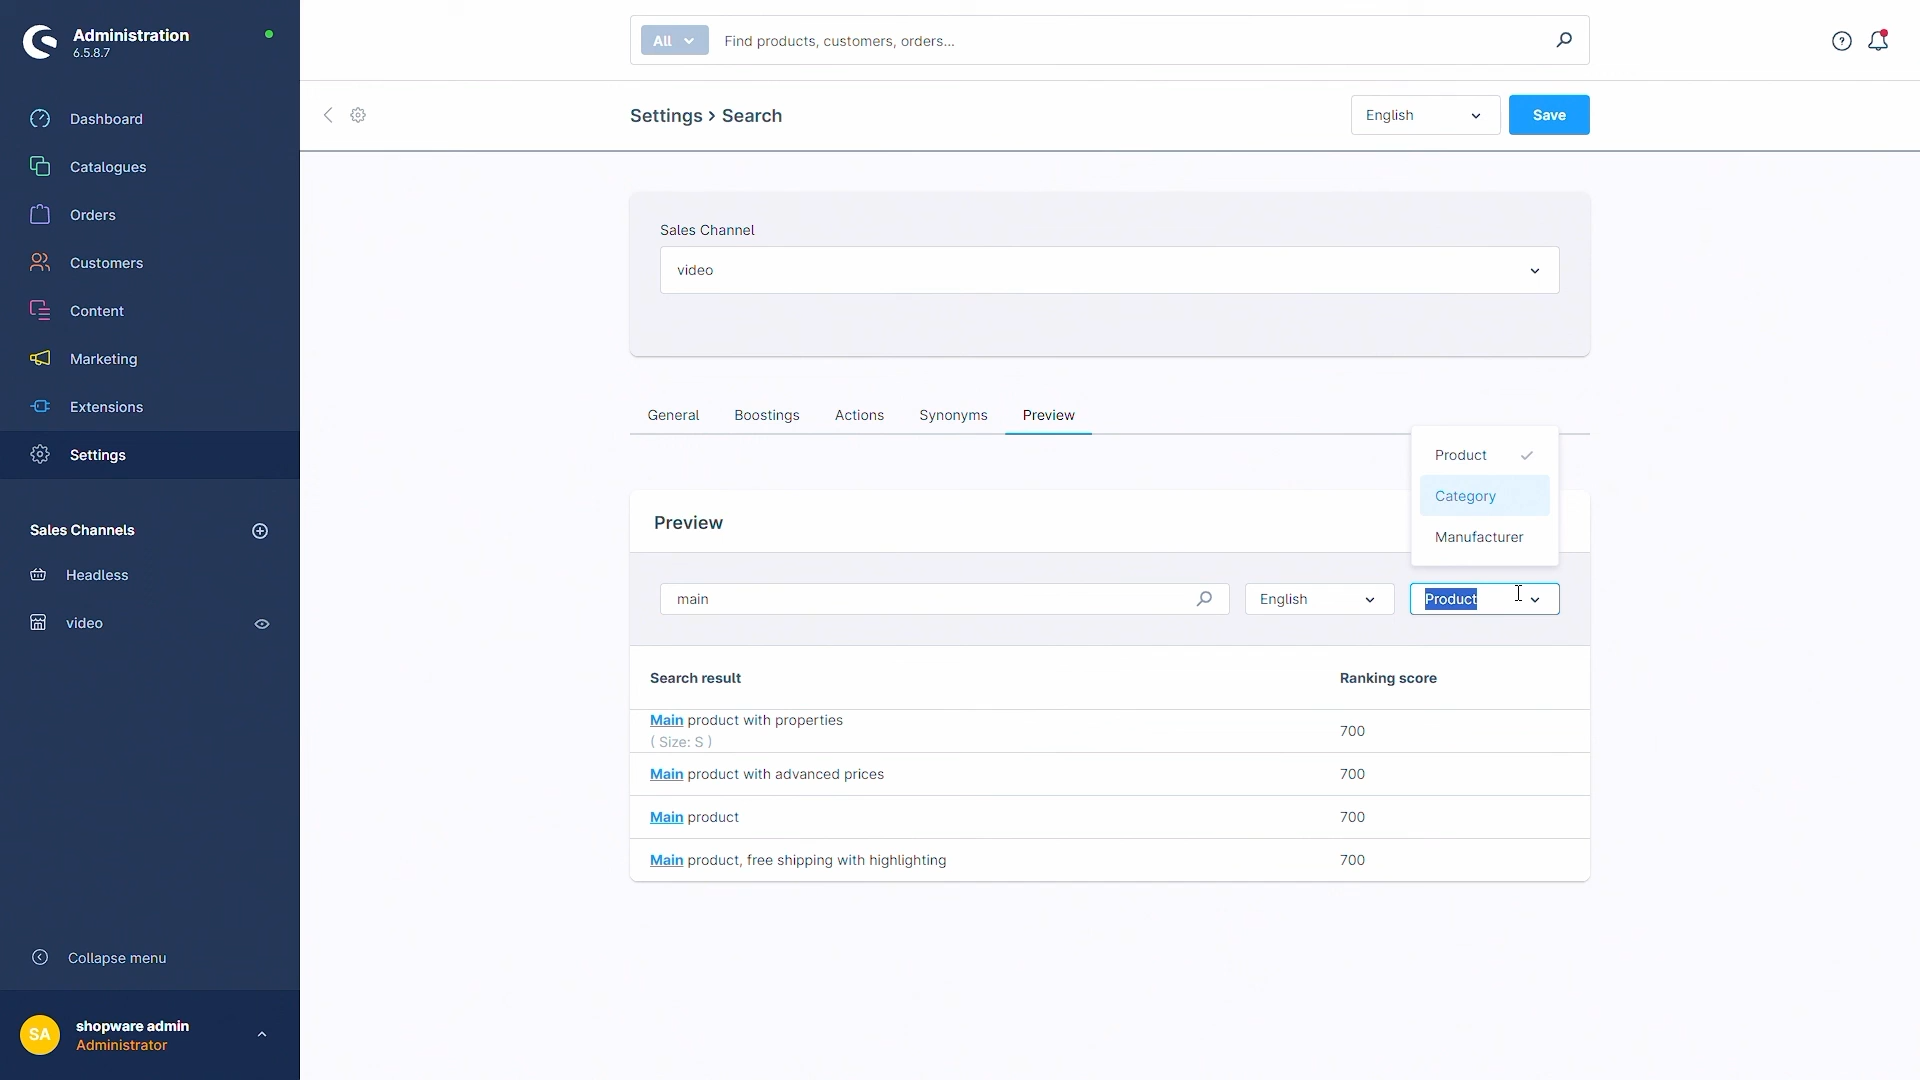 Administration
6.5.8.7
All
Find products, customers, orders...
Dashboard
Catalogues
Orders
Customers
Content
Marketing
Extensions
Settings
Sales Channels
Headless
video
Collapse menu
SA
shopware admin
Administrator
Settings > Search
English
Save
Sales Channel
video
General
Boostings
Actions
Synonyms
Preview
Product
Category
Manufacturer
Preview
main
English
Product
Search result
Ranking score
Main product with properties
( Size: S )
700
Main product with advanced prices
700
Main product
700
Main product, free shipping with highlighting
700